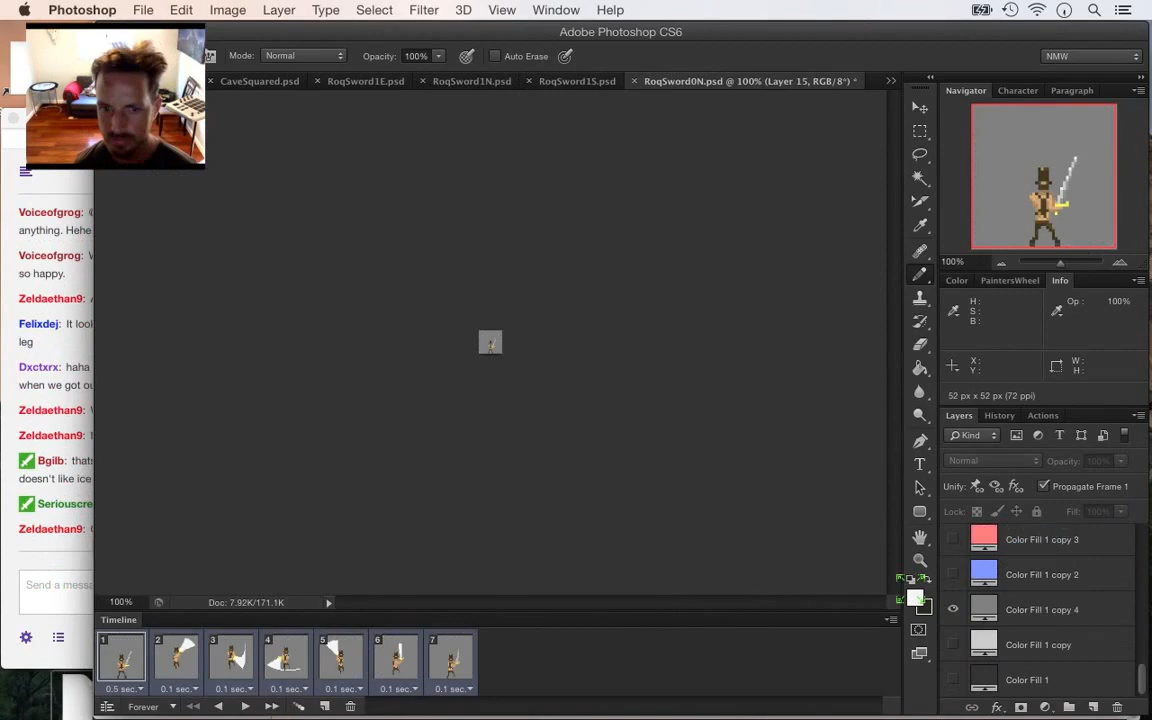 Photoshop File Edit Image Layer Type Select Filter 3D View Window Help
Adobe Photoshop CS6
Mode: Normal Opacity: 100% Auto Erase NMW
× CaveSquared.psd × RoqSword1E.psd × RoqSword1N.psd × RoqSword1S.psd × RoqSword0N.psd @ 100% (Layer 15, RGB/8*) *
Navigator Character Paragraph
100%
Color PaintersWheel Info
H:
S:
B:
Op: 100%
X:
Y:
W:
H:
52 px x 52 px (72 ppi)
Layers History Actions
Kind
Normal Opacity: 100%
Unify: Propagate Frame 1
Lock: Fill: 100%
Color Fill 1 copy 3
Color Fill 1 copy 2
Color Fill 1 copy 4
Color Fill 1 copy
Color Fill 1
Voiceofgrog:
anything. Hehe
Voiceofgrog:
so happy.
Zeldaethan9:
Felixdej: It look
leg
Dxctxrx: haha
when we got ou
Zeldaethan9:
Zeldaethan9:
Bgilb: thats
doesn't like ice
Seriouscre
Zeldaethan9:
Send a messa
100% Doc: 7.92K/171.1K
Timeline
1 2 3 4 5 6 7
0.5 sec. 0.1 sec. 0.1 sec. 0.1 sec. 0.1 sec. 0.1 sec. 0.1 sec.
Forever